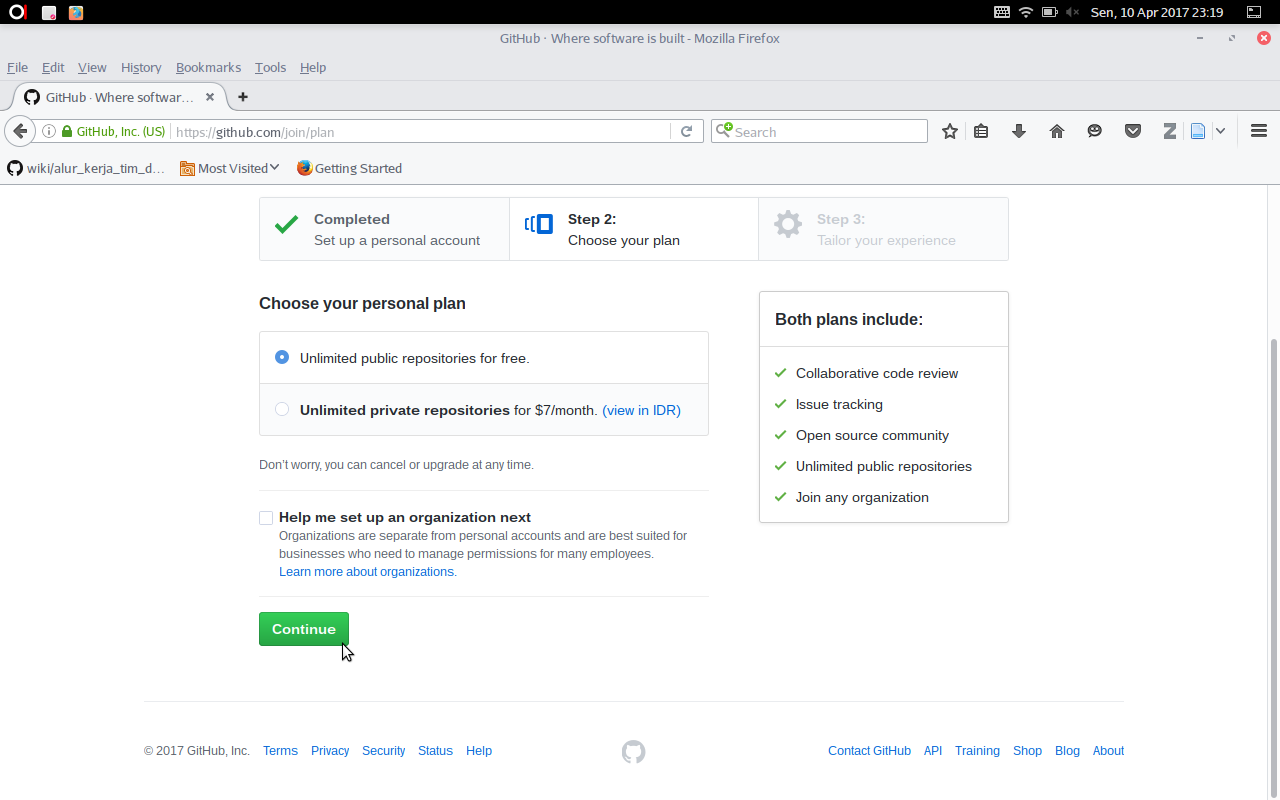 Sen, 10 Apr 2017 23:19
GitHub · Where software is built - Mozilla Firefox
File Edit View History Bookmarks Tools Help
GitHub · Where softwar...
GitHub, Inc. (US) https://github.com/join/plan Search
wiki/alur_kerja_tim_d... Most Visited Getting Started
Completed
Set up a personal account
Step 2:
Choose your plan
Step 3:
Tailor your experience
Choose your personal plan
Unlimited public repositories for free.
Unlimited private repositories for $7/month. (view in IDR)
Don't worry, you can cancel or upgrade at any time.
Help me set up an organization next
Organizations are separate from personal accounts and are best suited for
businesses who need to manage permissions for many employees.
Learn more about organizations.
Continue
Both plans include:
Collaborative code review
Issue tracking
Open source community
Unlimited public repositories
Join any organization
© 2017 GitHub, Inc. Terms Privacy Security Status Help
Contact GitHub API Training Shop Blog About